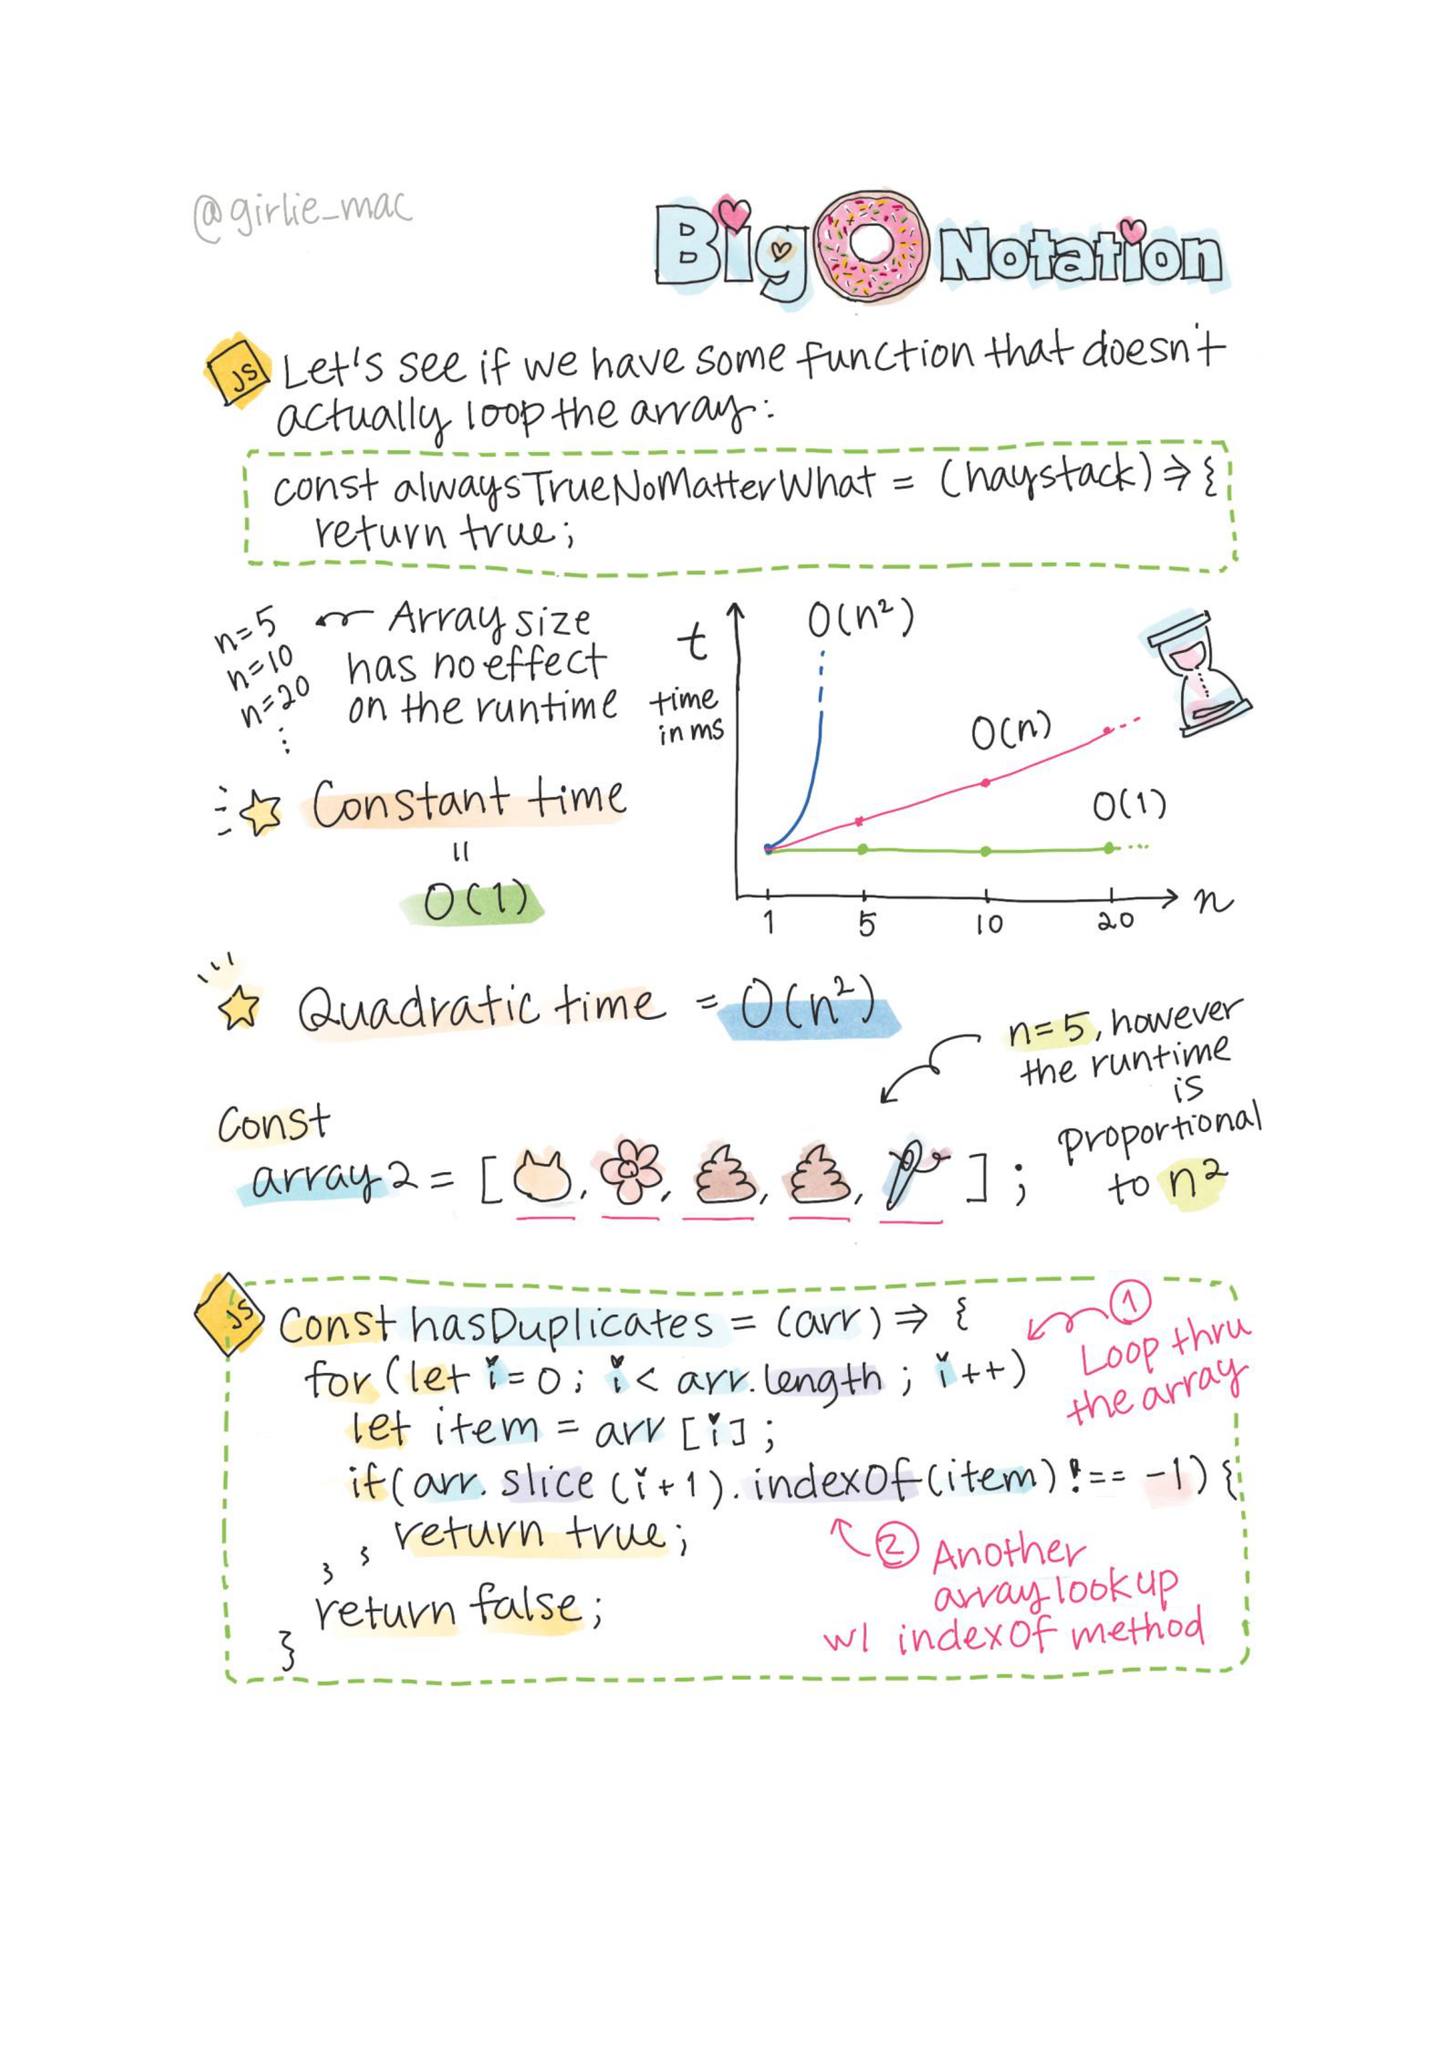 @girlie_mac
Big O Notation
JS Let's see if we have some function that doesn't
actually loop the array:
const alwaysTrueNoMatterWhat = (haystack) => {
return true;
n=5
n=10
n=20
⋮
Array size
has no effect
on the runtime
Constant time
=
O(1)
t
time
in ms
O(n²)
O(n)
O(1)
1 5 10 20 n
Quadratic time = O(n²)
n=5, however
the runtime
is
proportional
to n²
Const
array2 = [ , , , , ] ;
JS
Const hasDuplicates = (arr) => {
for (let i=0; i < arr.length; i++)
let item = arr[i];
if(arr.slice(i+1).indexOf(item) !== -1) {
return true;
} }
return false;
}
1
Loop thru
the array
2 Another
array lookup
w/ indexOf method